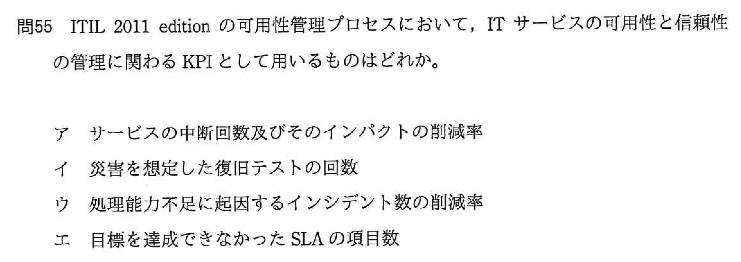 問55 ITIL 2011 edition の可用性管理プロセスにおいて，IT サービスの可用性と信頼性
の管理に関わる KPI として用いるものはどれか。
ア サービスの中断回数及びそのインパクトの削減率
イ 災害を想定した復旧テストの回数
ウ 処理能力不足に起因するインシデント数の削減率
エ 目標を達成できなかった SLA の項目数